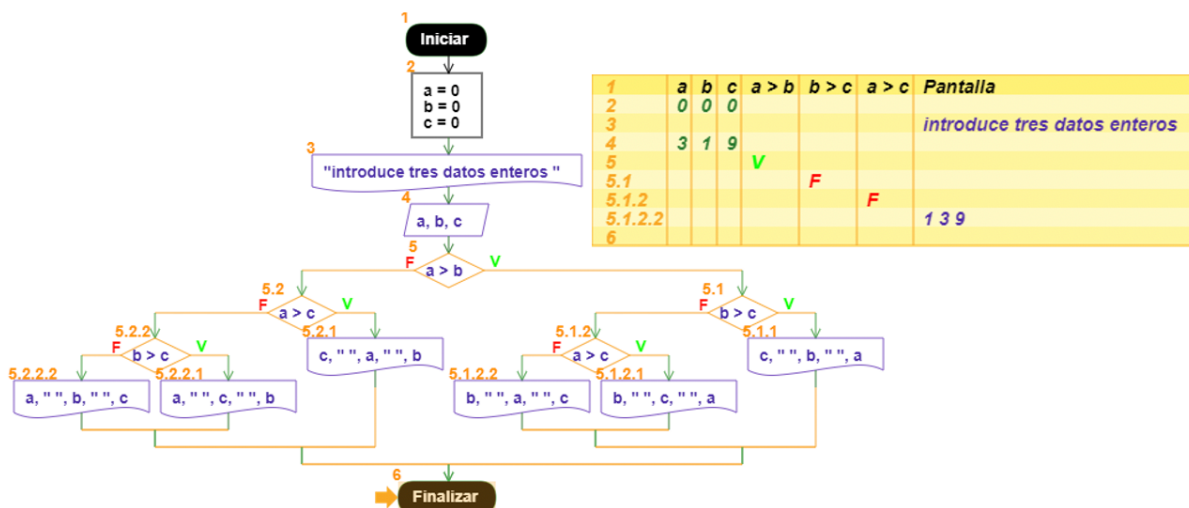 1
Iniciar
2
a = 0
b = 0
c = 0
3
"introduce tres datos enteros "
4
a, b, c
5
F a > b V
5.2
F a > c V
5.1
F b > c V
5.2.2
F b > c V
5.2.1
c, " ", a, " ", b
5.1.2
F a > c V
5.1.1
c, " ", b, " ", a
5.2.2.2
a, " ", b, " ", c
5.2.2.1
a, " ", c, " ", b
5.1.2.2
b, " ", a, " ", c
5.1.2.1
b, " ", c, " ", a
6
Finalizar
1 a b c a > b b > c a > c Pantalla
2 0 0 0
3 introduce tres datos enteros
4 3 1 9
5 V
5.1 F
5.1.2 F
5.1.2.2 1 3 9
6